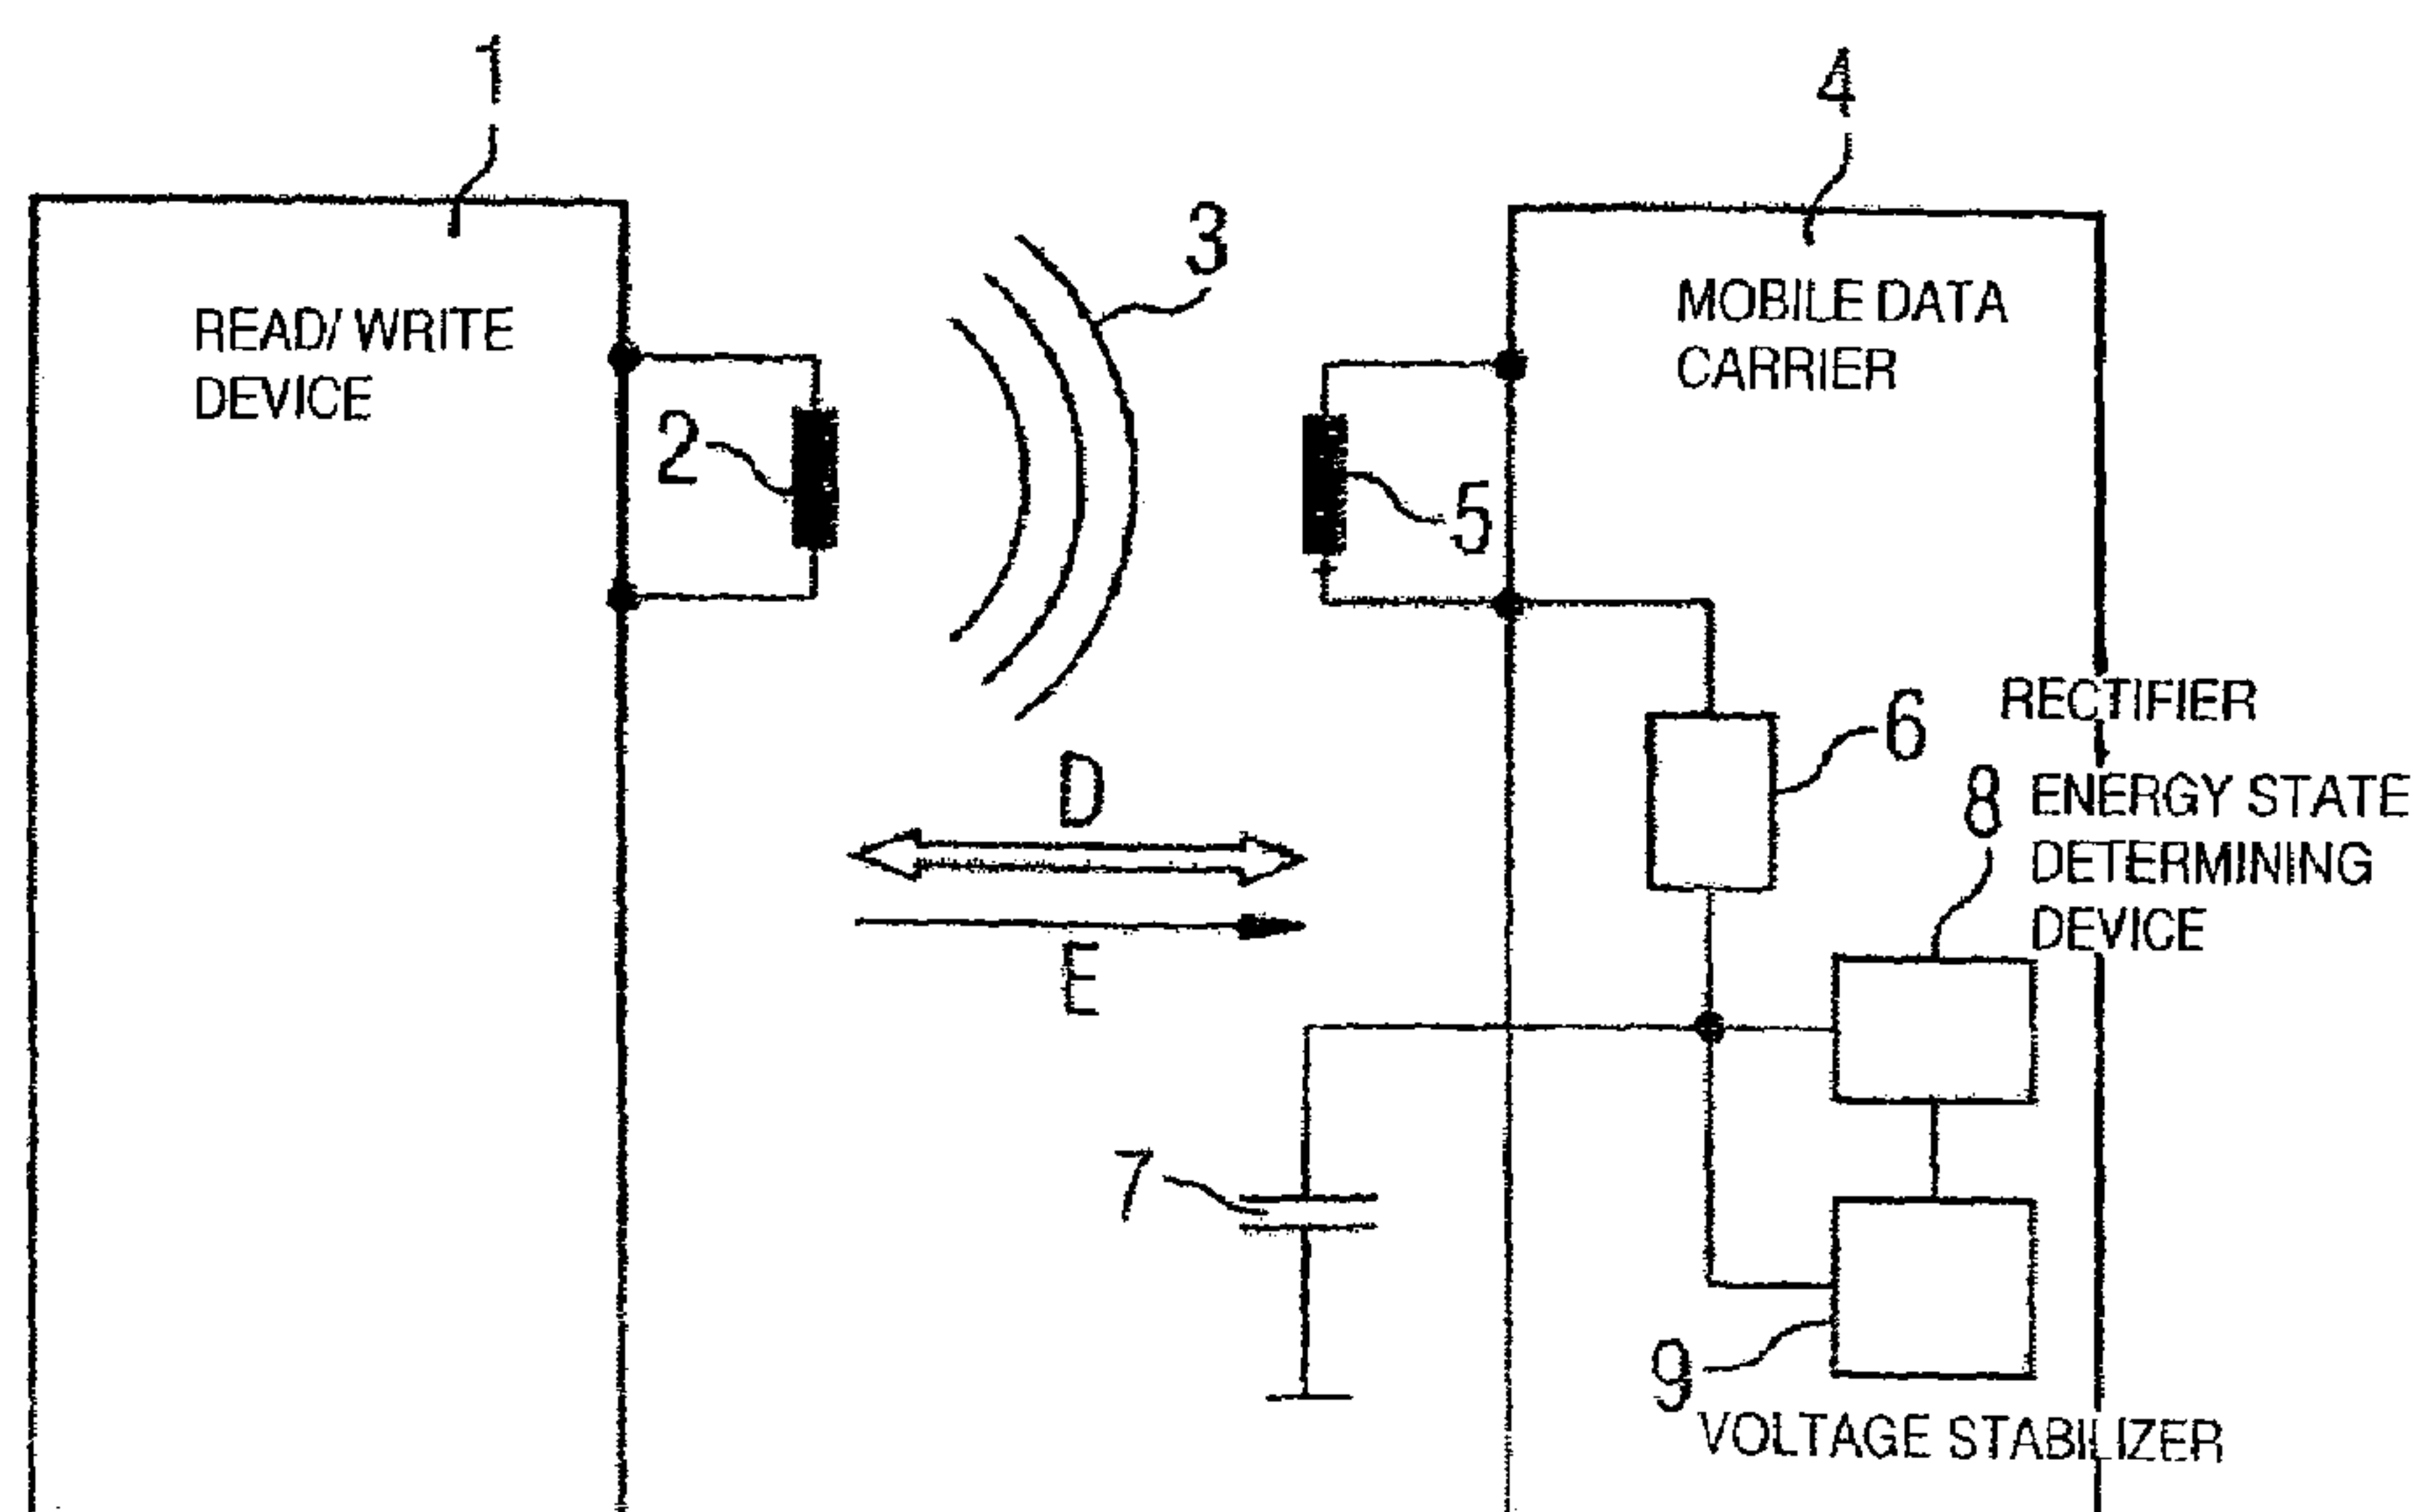 1
4
READ/ WRITE
DEVICE
3
MOBILE DATA
CARRIER
2
5
RECTIFIER
6
D
8
ENERGY STATE
DETERMINING
DEVICE
E
7
9
VOLTAGE STABILIZER